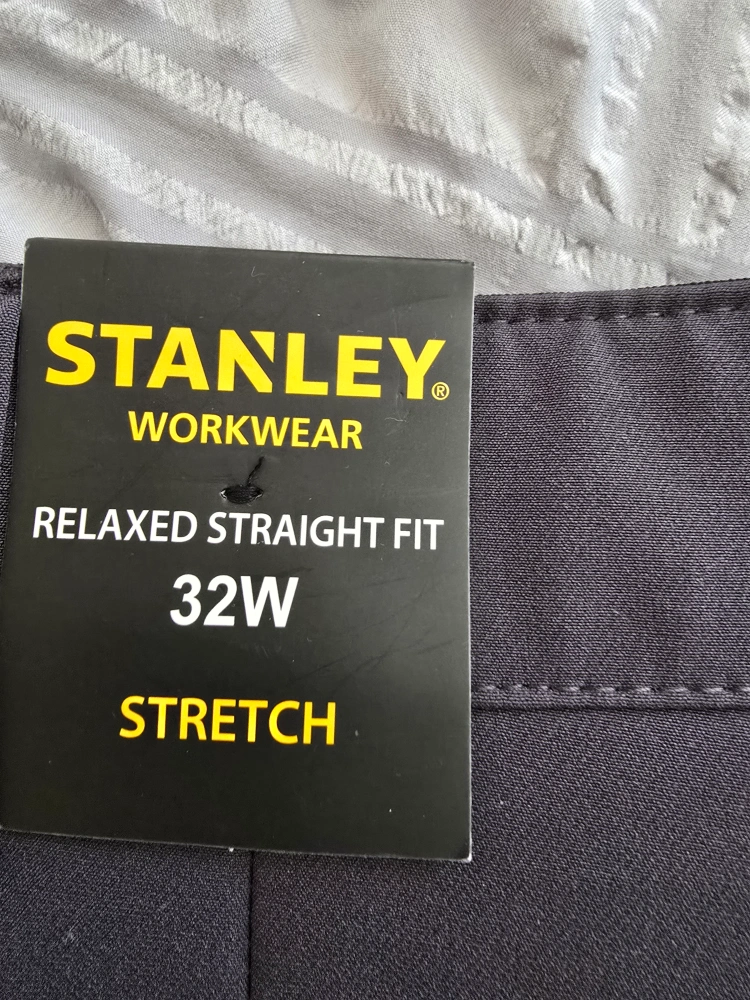 STANLEY®
WORKWEAR
RELAXED STRAIGHT FIT
32W
STRETCH